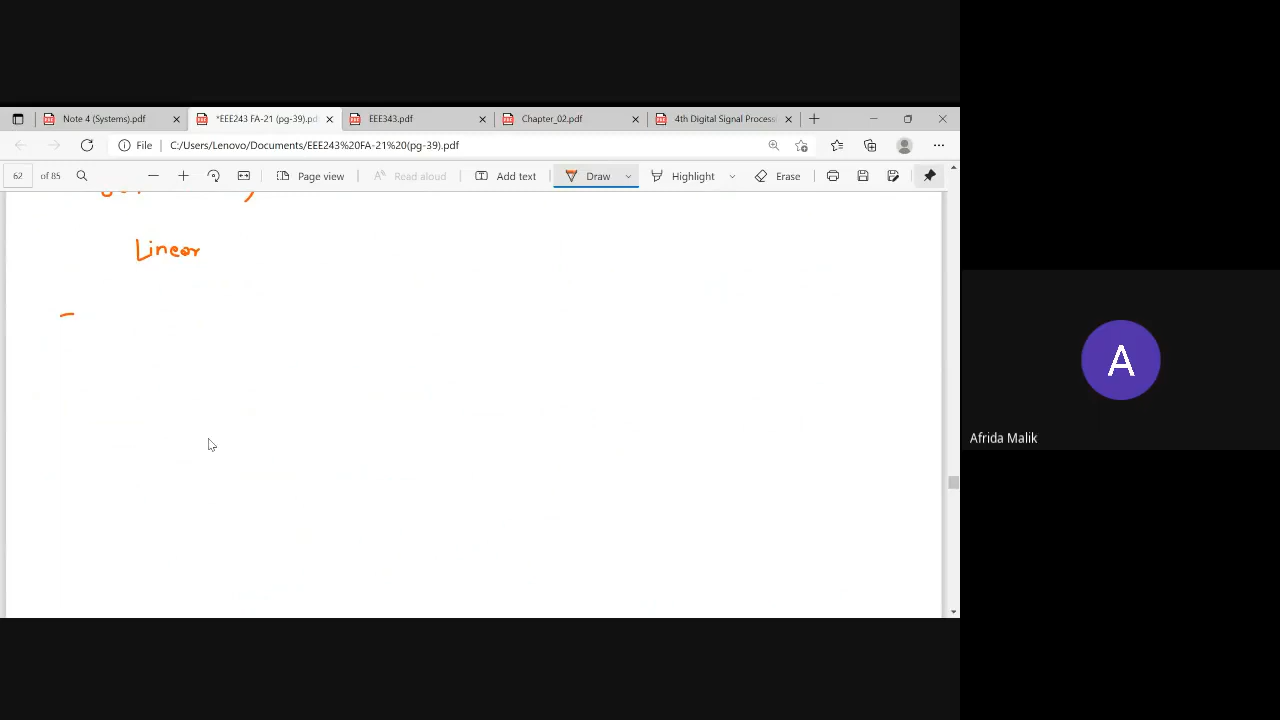 Note 4 (Systems).pdf
*EEE243 FA-21 (pg-39).pd
EEE343.pdf
Chapter_02.pdf
4th Digital Signal Process
File C:/Users/Lenovo/Documents/EEE243%20FA-21%20(pg-39).pdf
62 of 85 Page view Read aloud Add text Draw Highlight Erase
Linear
A
Afrida Malik